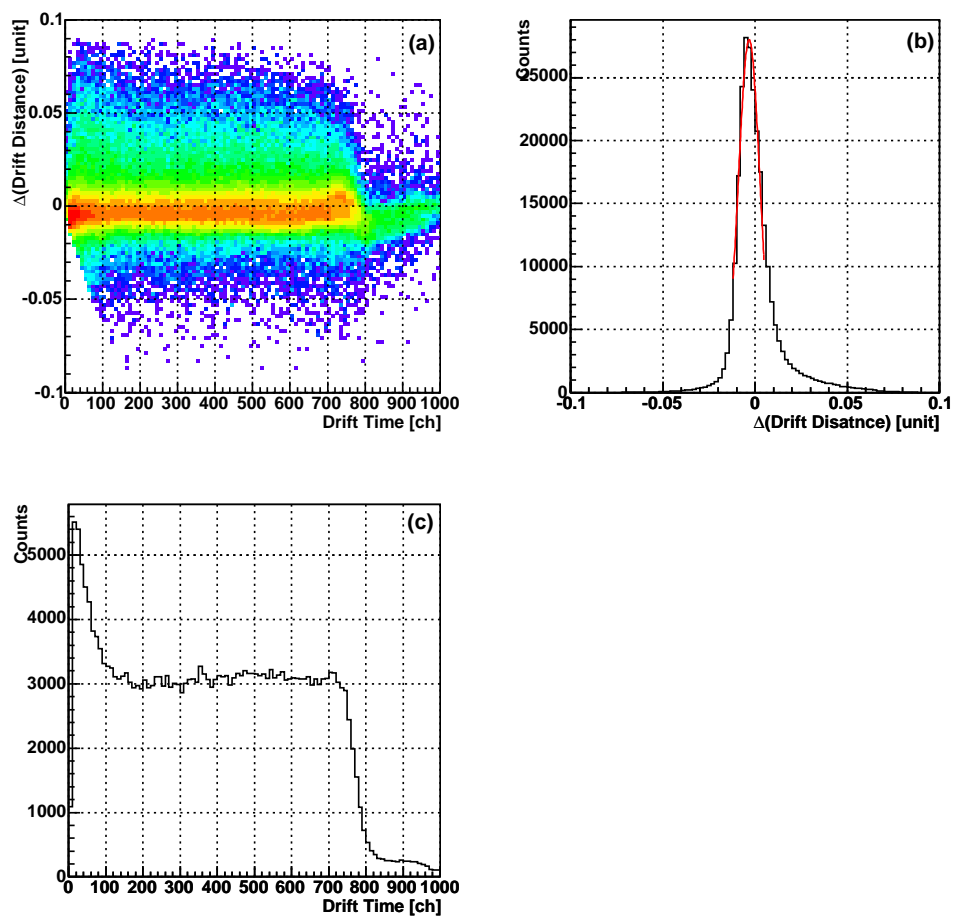 0.1
0.05
0
-0.05
-0.1
Δ(Drift Distance) [unit]
(a)
0 100 200 300 400 500 600 700 800 900 1000
Drift Time [ch]
Counts
25000
20000
15000
10000
5000
0
(b)
-0.1 -0.05 0 0.05 0.1
Δ(Drift Disatnce) [unit]
Counts
5000
4000
3000
2000
1000
0
(c)
0 100 200 300 400 500 600 700 800 900 1000
Drift Time [ch]